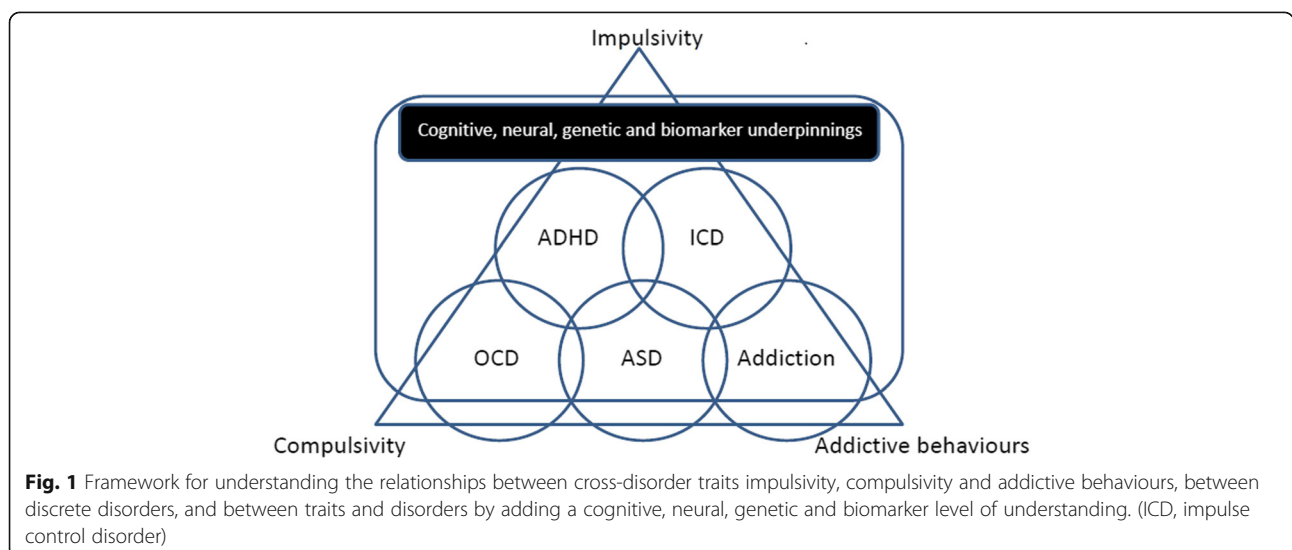 Impulsivity
Cognitive, neural, genetic and biomarker underpinnings
ADHD ICD
OCD ASD Addiction
Compulsivity Addictive behaviours
Fig. 1 Framework for understanding the relationships between cross-disorder traits impulsivity, compulsivity and addictive behaviours, between
discrete disorders, and between traits and disorders by adding a cognitive, neural, genetic and biomarker level of understanding. (ICD, impulse
control disorder)